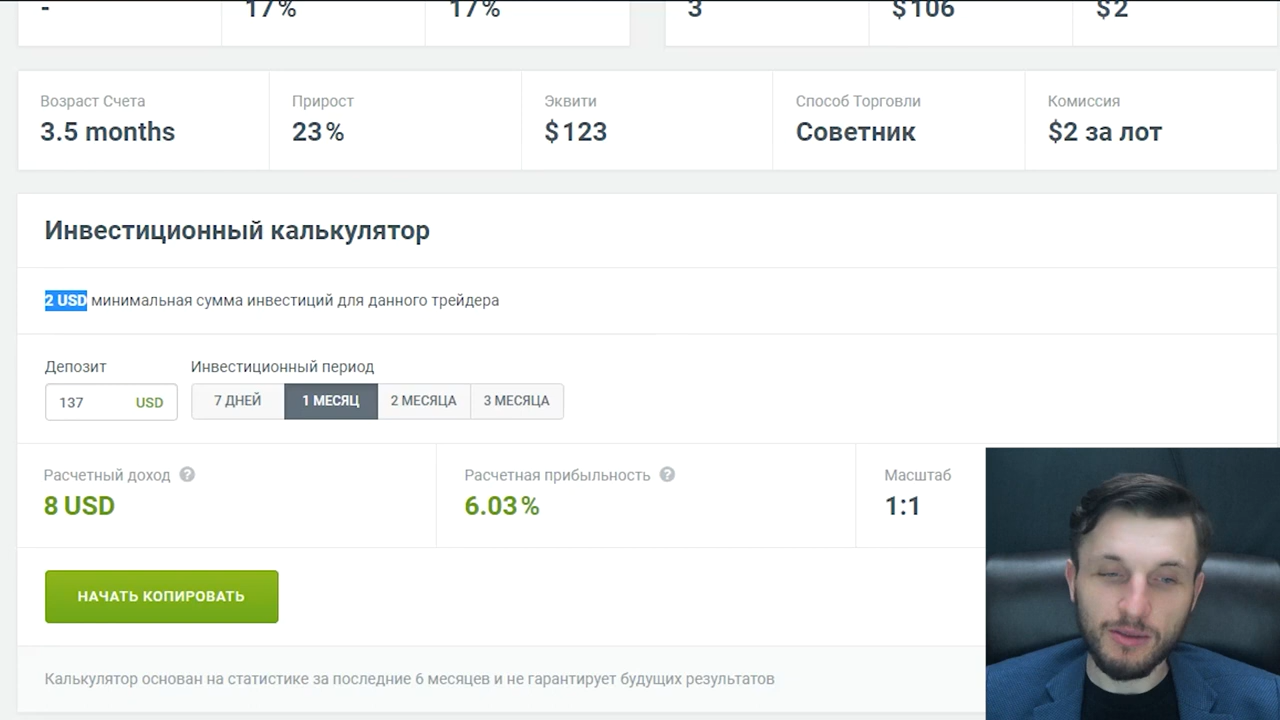 -
17%
17%
3
$106
$2
Возраст Счета
3.5 months
Прирост
23%
Эквити
$123
Способ Торговли
Советник
Комиссия
$2 за лот
Инвестиционный калькулятор
2 USD минимальная сумма инвестиций для данного трейдера
Депозит
137 USD
Инвестиционный период
7 ДНЕЙ
1 МЕСЯЦ
2 МЕСЯЦА
3 МЕСЯЦА
Расчетный доход ?
8 USD
Расчетная прибыльность ?
6.03%
Масштаб
1:1
НАЧАТЬ КОПИРОВАТЬ
Калькулятор основан на статистике за последние 6 месяцев и не гарантирует будущих результатов